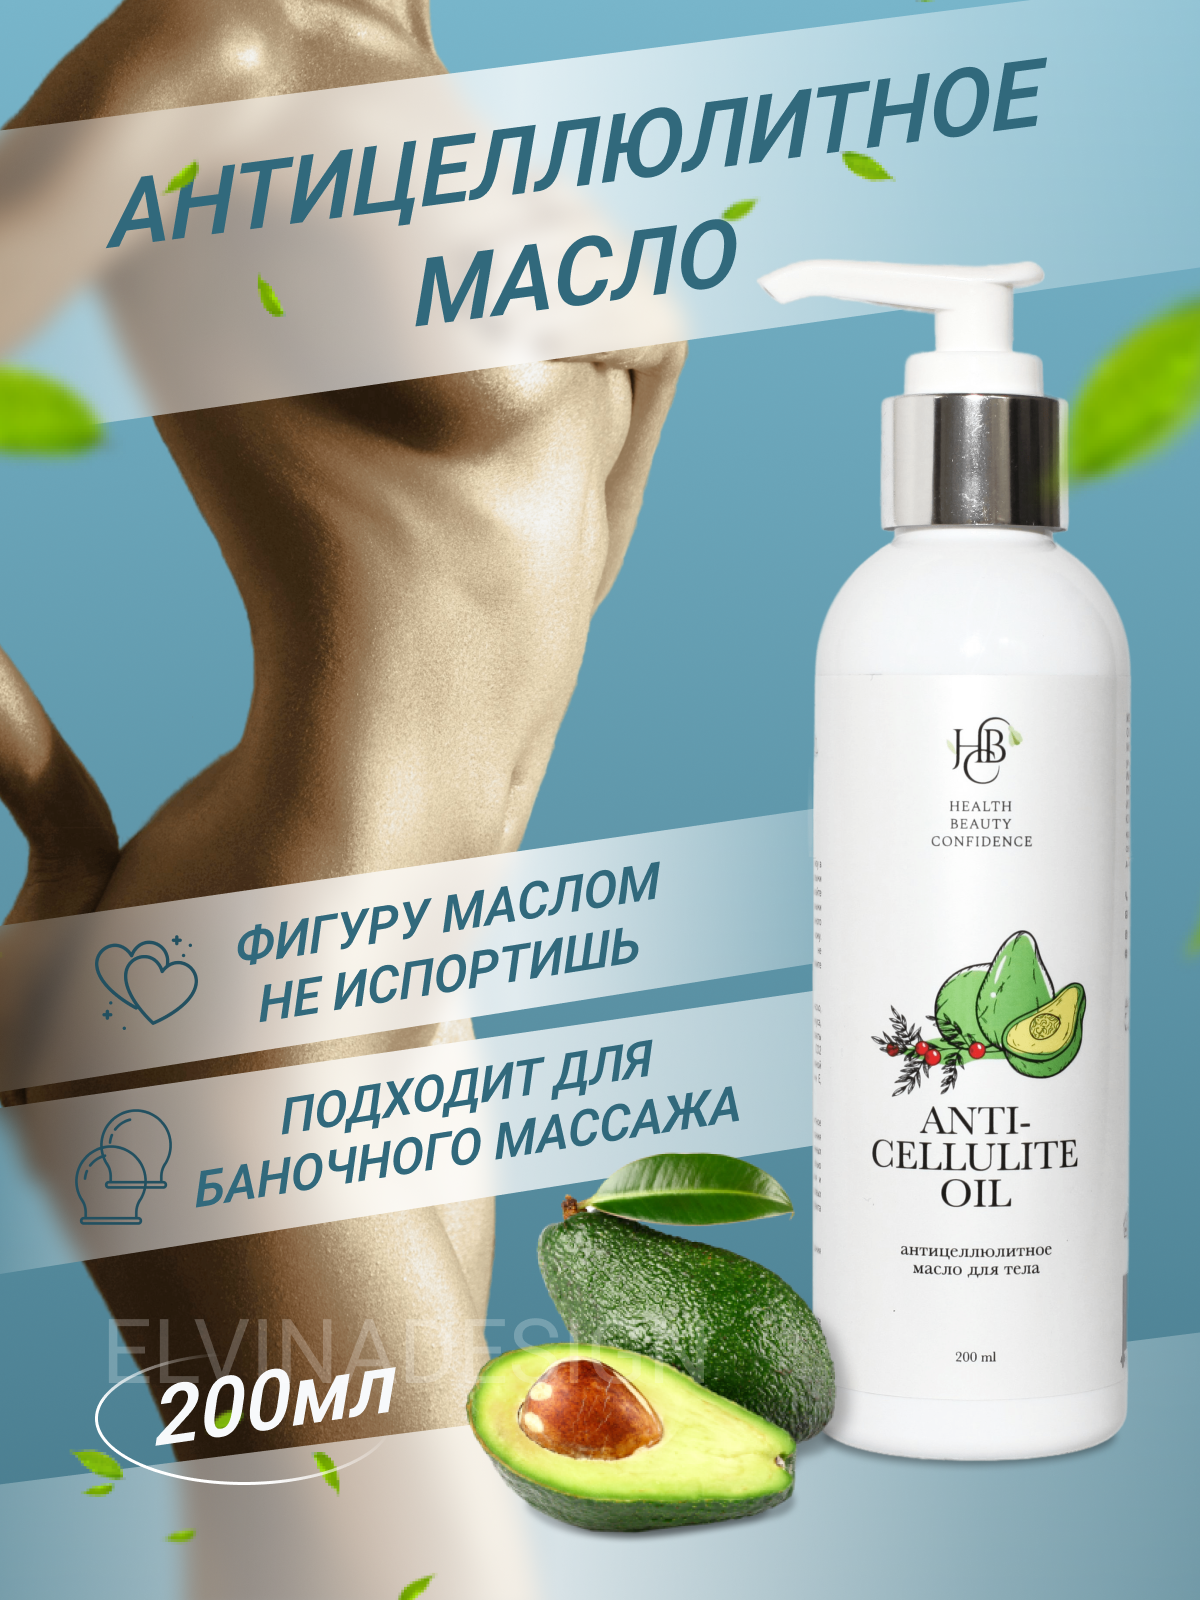 АНТИЦЕЛЛЮЛИТНОЕ
МАСЛО
HCB
HEALTH
BEAUTY
CONFIDENCE
ФИГУРУ МАСЛОМ
НЕ ИСПОРТИШЬ
ПОДХОДИТ ДЛЯ
БАНОЧНОГО МАССАЖА
ANTI-
CELLULITE
OIL
антицеллюлитное
масло для тела
200 ml
ELVINADESIGN
200мл